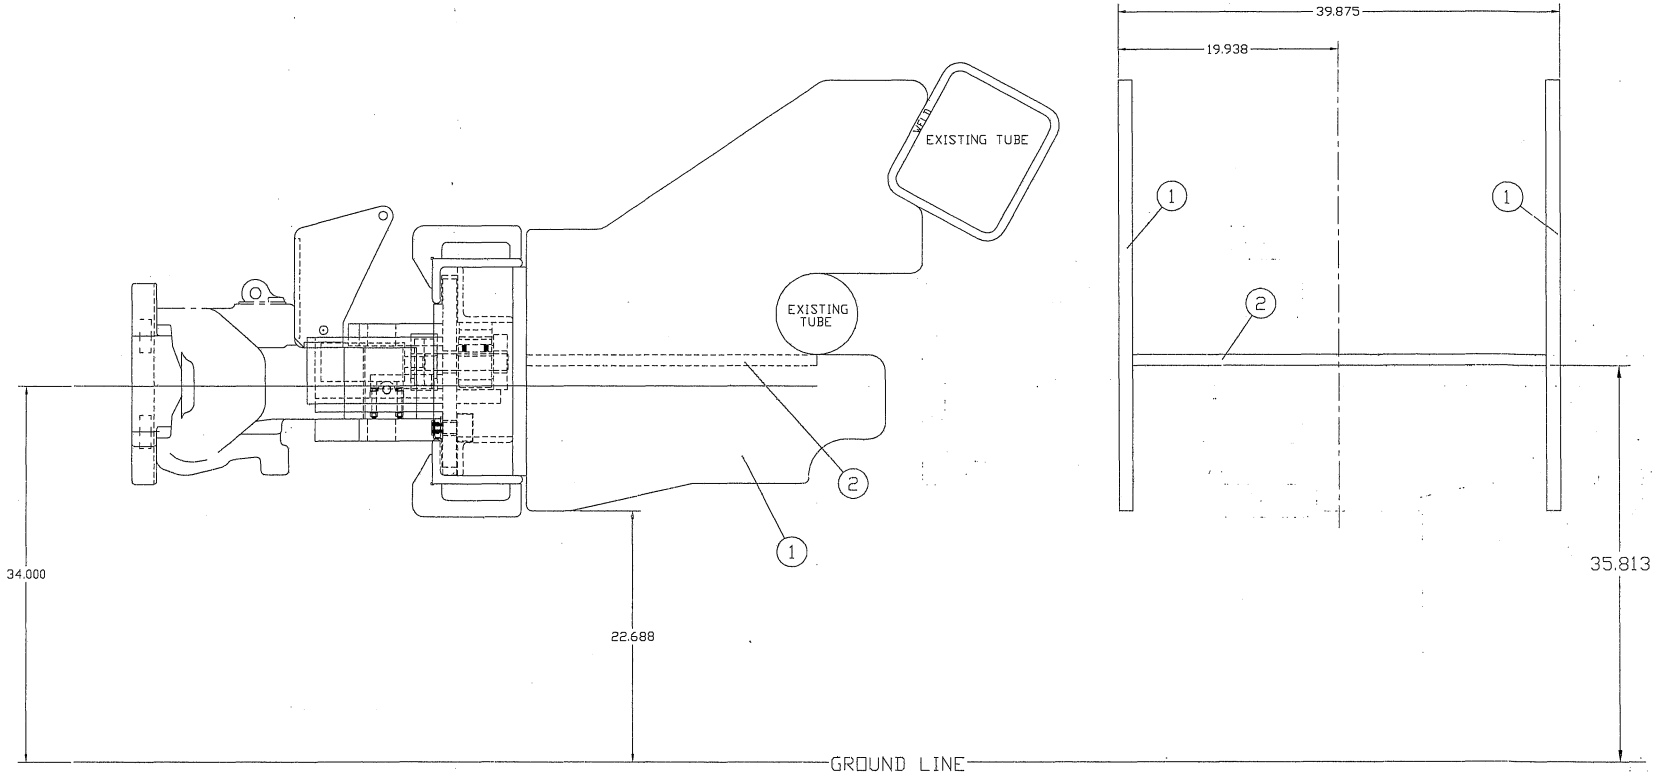 39.875
19.938
WELD
EXISTING TUBE
1
1
2
EXISTING
TUBE
2
1
34.000
35.813
22.688
GROUND LINE